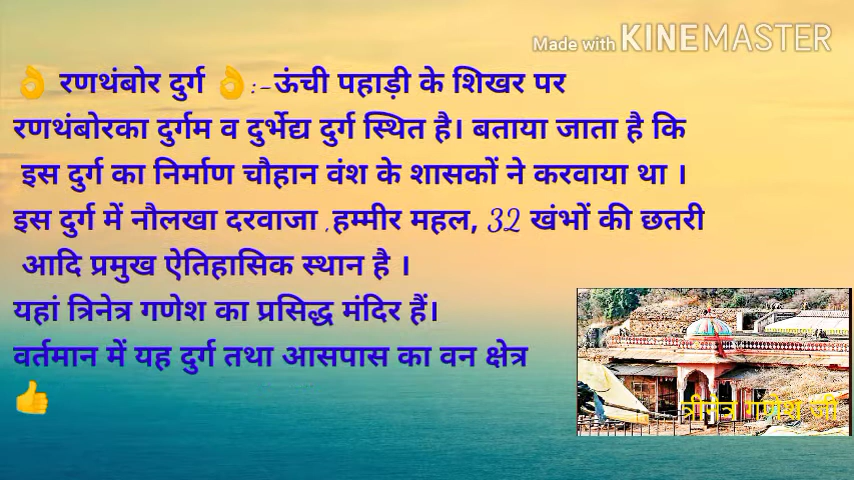 Made with KINEMASTER
👌 रणथंबोर दुर्ग 👌:-ऊंची पहाड़ी के शिखर पर
रणथंबोरका दुर्गम व दुर्भेद्य दुर्ग स्थित है। बताया जाता है कि
इस दुर्ग का निर्माण चौहान वंश के शासकों ने करवाया था ।
इस दुर्ग में नौलखा दरवाजा ,हम्मीर महल, 32 खंभों की छतरी
आदि प्रमुख ऐतिहासिक स्थान है ।
यहां त्रिनेत्र गणेश का प्रसिद्ध मंदिर हैं।
वर्तमान में यह दुर्ग तथा आसपास का वन क्षेत्र
👍
त्रीनेत्र गणेश जी